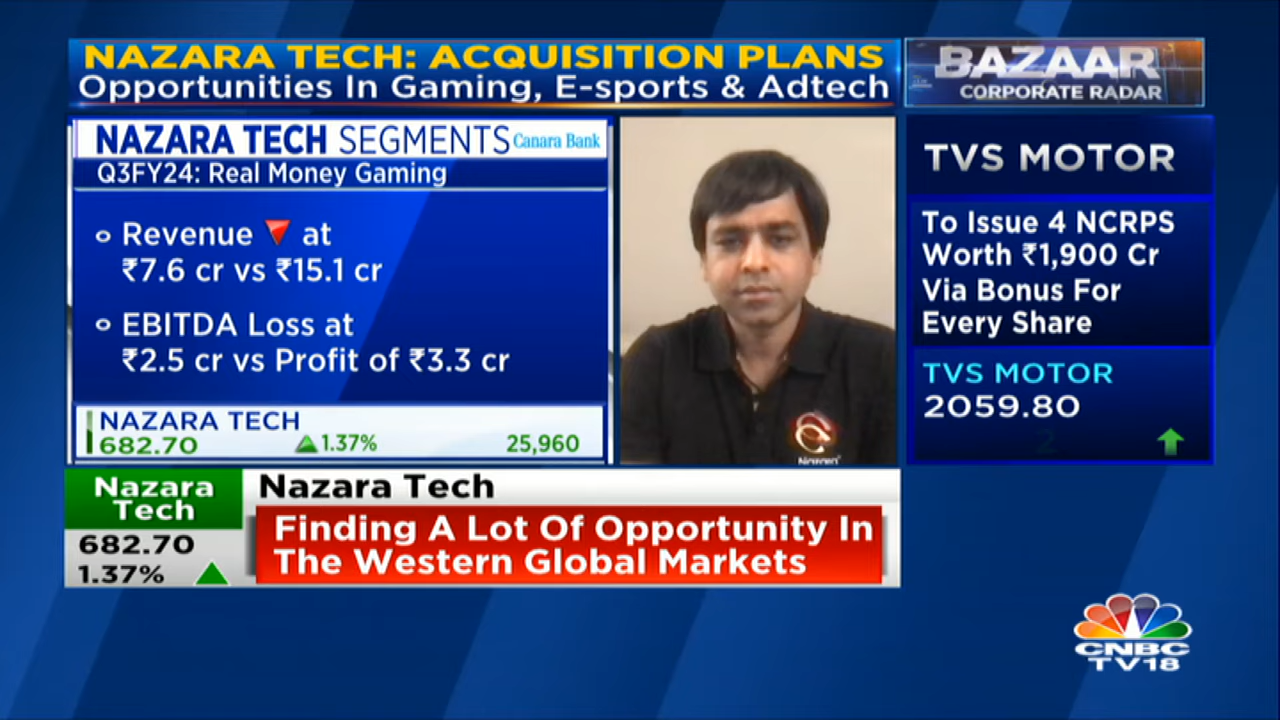 NAZARA TECH: ACQUISITION PLANS
Opportunities In Gaming, E-sports & Adtech
BAZAAR
CORPORATE RADAR
NAZARA TECH SEGMENTS Canara Bank
Q3FY24: Real Money Gaming
Revenue ▼ at
₹7.6 cr vs ₹15.1 cr
EBITDA Loss at
₹2.5 cr vs Profit of ₹3.3 cr
NAZARA TECH
682.70 ▲1.37% 25,960
Nazara
TVS MOTOR
To Issue 4 NCRPS
Worth ₹1,900 Cr
Via Bonus For
Every Share
TVS MOTOR
2059.80
2
Nazara
Tech
682.70
1.37% ▲
Nazara Tech
Finding A Lot Of Opportunity In
The Western Global Markets
CNBC
TV18